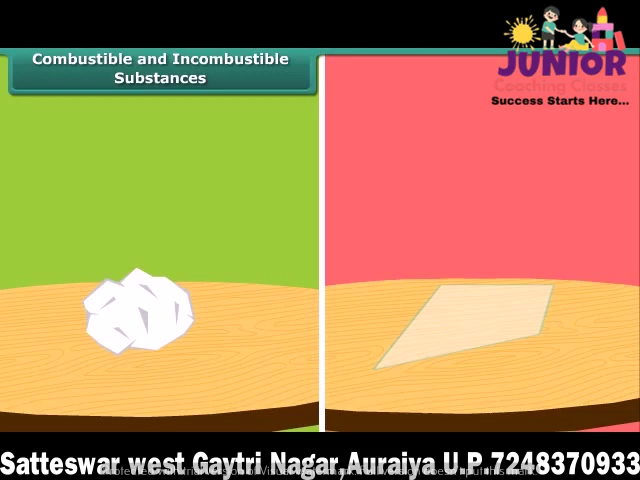 Combustible and Incombustible
Substances
JUNIOR
Coaching Classes
Success Starts Here...
Satteswar west Gaytri Nagar,Auraiya U.P.7248370933